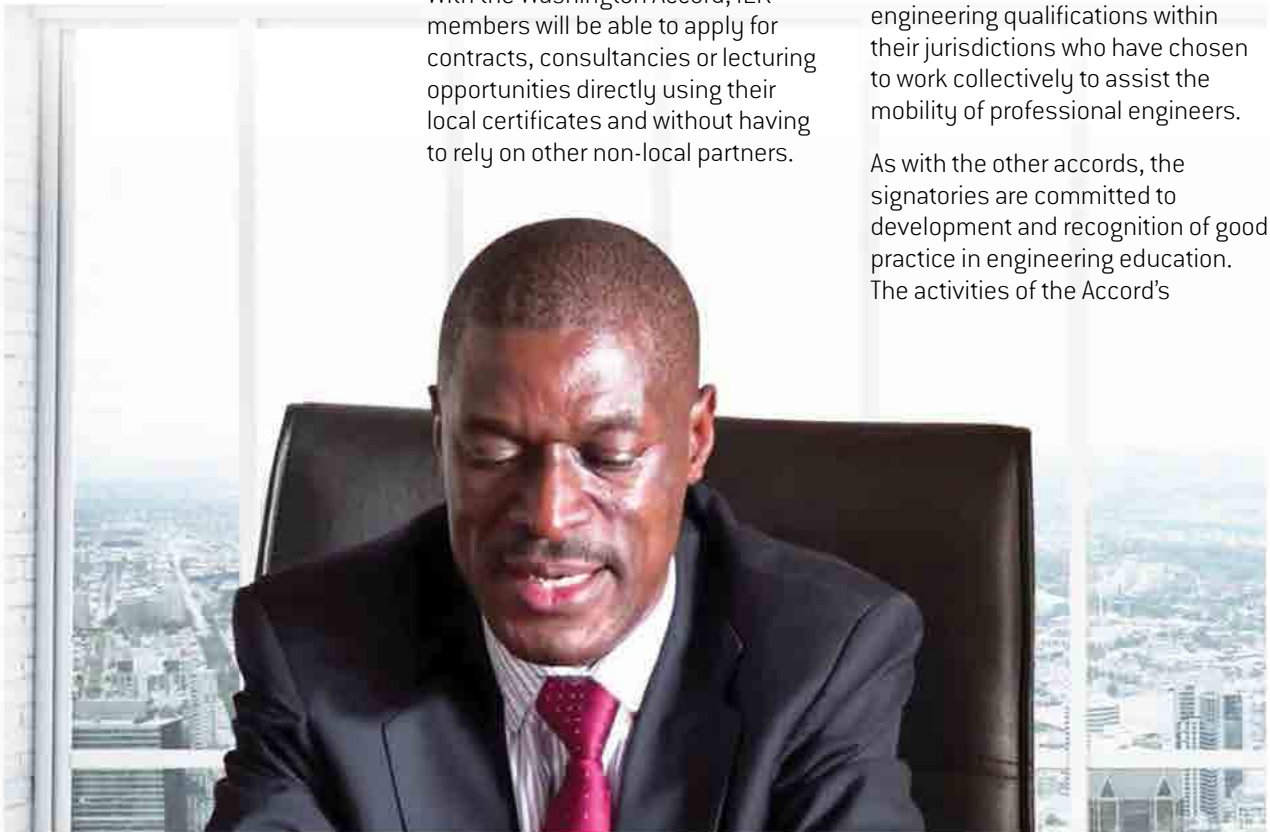 members will be able to apply for
contracts, consultancies or lecturing
opportunities directly using their
local certificates and without having
to rely on other non-local partners.
engineering qualifications within
their jurisdictions who have chosen
to work collectively to assist the
mobility of professional engineers.
As with the other accords, the
signatories are committed to
development and recognition of good
practice in engineering education.
The activities of the Accord's